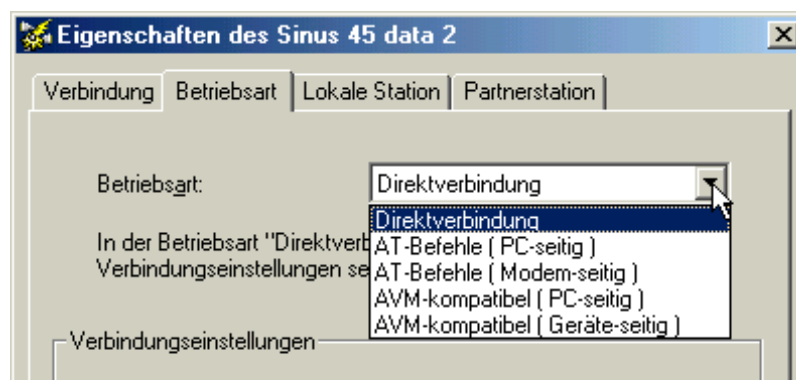 Eigenschaften des Sinus 45 data 2
Verbindung Betriebsart Lokale Station Partnerstation
Betriebsart: Direktverbindung
Direktverbindung
In der Betriebsart "Direktverb
AT-Befehle ( PC-seitig )
Verbindungseinstellungen se
AT-Befehle ( Modem-seitig )
AVM-kompatibel ( PC-seitig )
AVM-kompatibel ( Geräte-seitig )
Verbindungseinstellungen